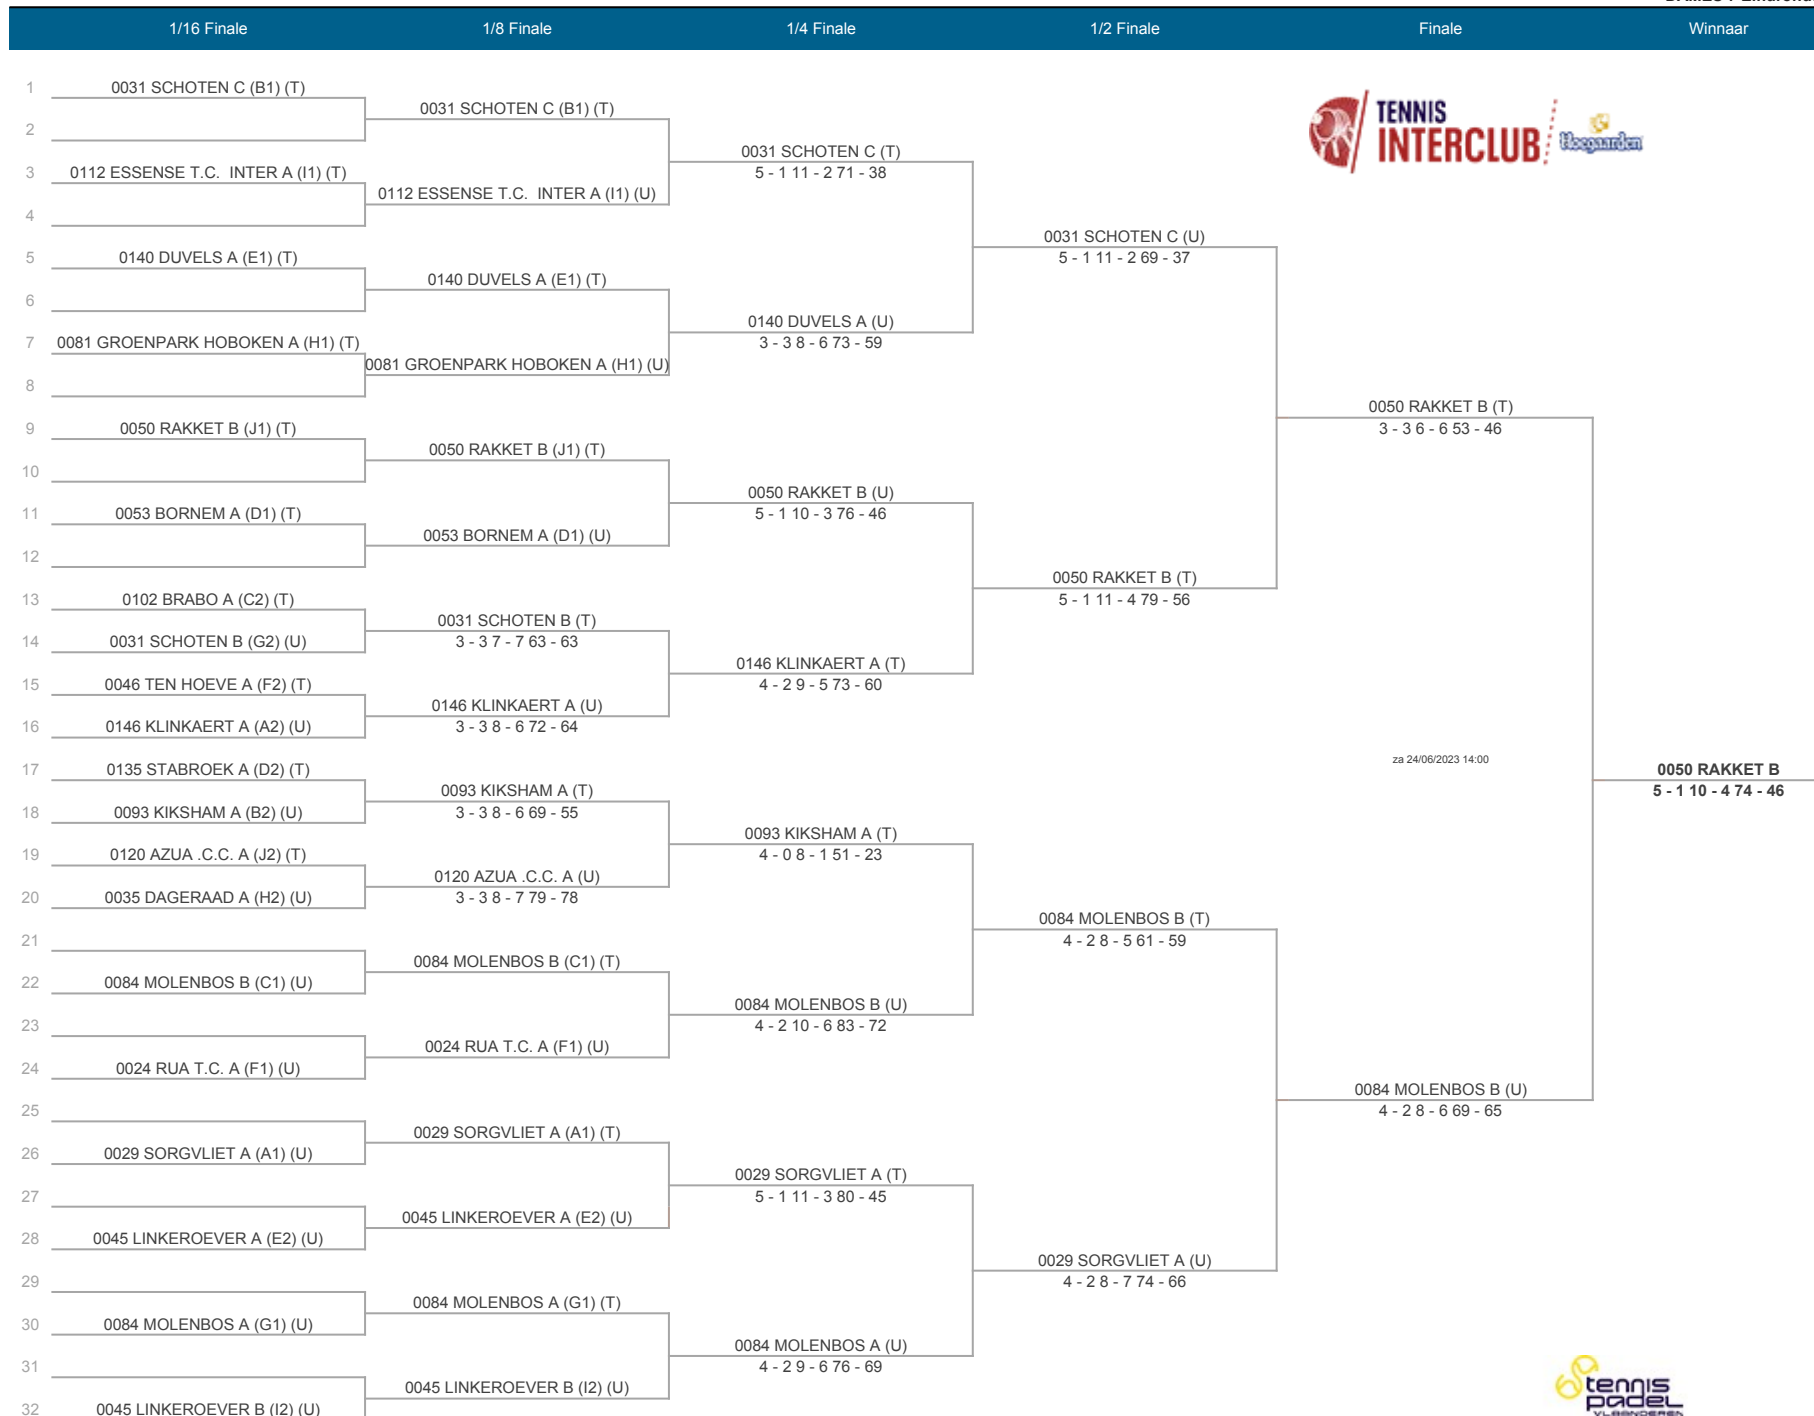 1/16 Finale 1/8 Finale 1/4 Finale 1/2 Finale Finale Winnaar
1 0031 SCHOTEN C (B1) (T)
0031 SCHOTEN C (B1) (T)
2
TENNIS
INTERCLUB
Hoegaarden
0031 SCHOTEN C (T)
5 - 1 11 - 2 71 - 38
3 0112 ESSENSE T.C. INTER A (I1) (T)
0112 ESSENSE T.C. INTER A (I1) (U)
4
0031 SCHOTEN C (U)
5 - 1 11 - 2 69 - 37
5 0140 DUVELS A (E1) (T)
0140 DUVELS A (E1) (T)
6
0140 DUVELS A (U)
3 - 3 8 - 6 73 - 59
7 0081 GROENPARK HOBOKEN A (H1) (T)
0081 GROENPARK HOBOKEN A (H1) (U)
8
0050 RAKKET B (T)
3 - 3 6 - 6 53 - 46
9 0050 RAKKET B (J1) (T)
0050 RAKKET B (J1) (T)
10
0050 RAKKET B (U)
5 - 1 10 - 3 76 - 46
11 0053 BORNEM A (D1) (T)
0053 BORNEM A (D1) (U)
12
0050 RAKKET B (T)
5 - 1 11 - 4 79 - 56
13 0102 BRABO A (C2) (T)
0031 SCHOTEN B (T)
3 - 3 7 - 7 63 - 63
14 0031 SCHOTEN B (G2) (U)
0146 KLINKAERT A (T)
4 - 2 9 - 5 73 - 60
15 0046 TEN HOEVE A (F2) (T)
0146 KLINKAERT A (U)
3 - 3 8 - 6 72 - 64
16 0146 KLINKAERT A (A2) (U)
za 24/06/2023 14:00
0050 RAKKET B
5 - 1 10 - 4 74 - 46
17 0135 STABROEK A (D2) (T)
0093 KIKSHAM A (T)
3 - 3 8 - 6 69 - 55
18 0093 KIKSHAM A (B2) (U)
0093 KIKSHAM A (T)
4 - 0 8 - 1 51 - 23
19 0120 AZUA .C.C. A (J2) (T)
0120 AZUA .C.C. A (U)
3 - 3 8 - 7 79 - 78
20 0035 DAGERAAD A (H2) (U)
0084 MOLENBOS B (T)
4 - 2 8 - 5 61 - 59
21
0084 MOLENBOS B (C1) (T)
22 0084 MOLENBOS B (C1) (U)
0084 MOLENBOS B (U)
4 - 2 10 - 6 83 - 72
23
0024 RUA T.C. A (F1) (U)
24 0024 RUA T.C. A (F1) (U)
0084 MOLENBOS B (U)
4 - 2 8 - 6 69 - 65
25
0029 SORGVLIET A (A1) (T)
26 0029 SORGVLIET A (A1) (U)
0029 SORGVLIET A (T)
5 - 1 11 - 3 80 - 45
27
0045 LINKEROEVER A (E2) (U)
28 0045 LINKEROEVER A (E2) (U)
0029 SORGVLIET A (U)
4 - 2 8 - 7 74 - 66
29
0084 MOLENBOS A (G1) (T)
30 0084 MOLENBOS A (G1) (U)
0084 MOLENBOS A (U)
4 - 2 9 - 6 76 - 69
31
0045 LINKEROEVER B (I2) (U)
32 0045 LINKEROEVER B (I2) (U)
tennis
padel
VLAANDEREN